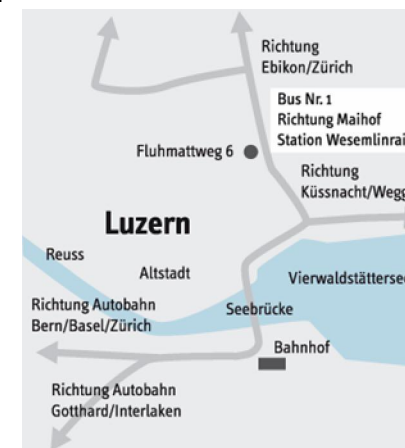 Richtung
Ebikon/Zürich
Bus Nr. 1
Richtung Maihof
Station Wesemlinrai
Fluhmattweg 6
Richtung
Küssnacht/Wegg
Luzern
Reuss
Altstadt
Vierwaldstätterse
Richtung Autobahn
Bern/Basel/Zürich
Seebrücke
Bahnhof
Richtung Autobahn
Gotthard/Interlaken